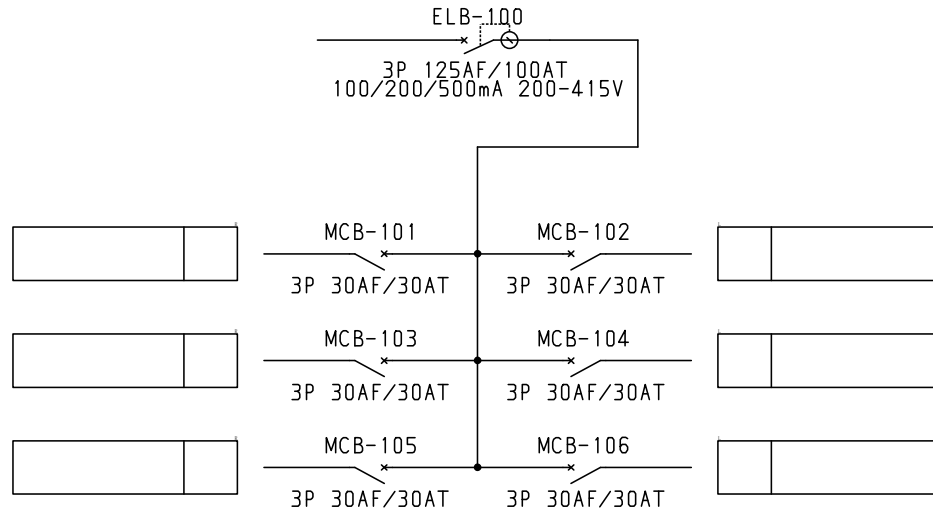 ELB-100
3P 125AF/100AT
100/200/500mA 200-415V
MCB-101 MCB-102
3P 30AF/30AT 3P 30AF/30AT
MCB-103 MCB-104
3P 30AF/30AT 3P 30AF/30AT
MCB-105 MCB-106
3P 30AF/30AT 3P 30AF/30AT